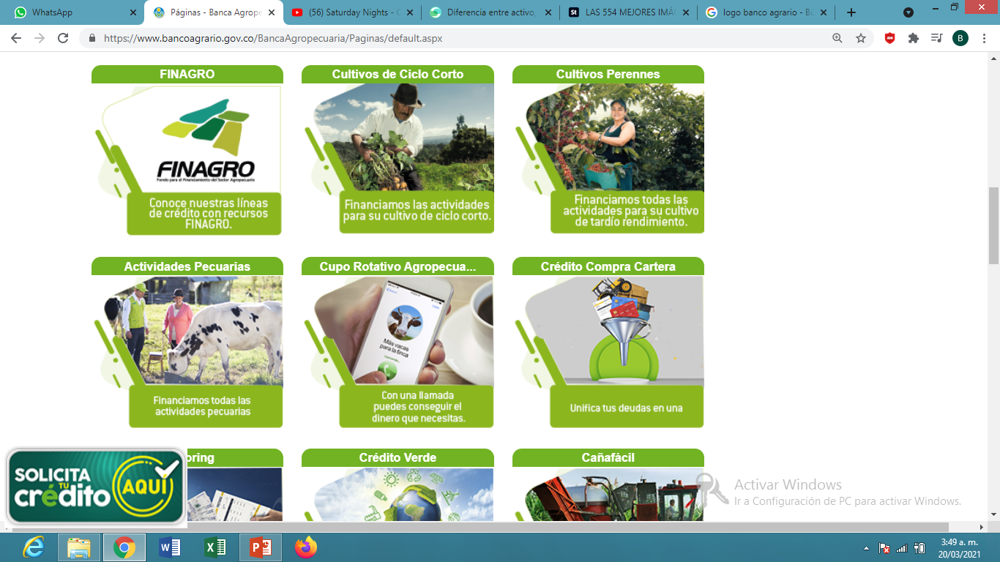 WhatsApp
Páginas - Banca Agrope
(56) Saturday Nights - C
Diferencia entre activo,
LAS 554 MEJORES IMÁG
logo banco agrario - Bu
https://www.bancoagrario.gov.co/BancaAgropecuaria/Paginas/default.aspx
B
FINAGRO
Cultivos de Ciclo Corto
Cultivos Perennes
FINAGRO
Fondo para el Financiamiento del Sector Agropecuario
Conoce nuestras líneas
de crédito con recursos
FINAGRO.
Financiamos las actividades
para su cultivo de ciclo corto.
Financiamos todas las
actividades para su cultivo
de tardío rendimiento.
Actividades Pecuarias
Cupo Rotativo Agropecua...
Crédito Compra Cartera
Más vacas
para la finca
Financiamos todas las
actividades pecuarias
Con una llamada
puedes conseguir el
dinero que necesitas.
Unifica tus deudas en una
oring
Crédito Verde
Cañafácil
SOLICITA
TU
crédito
AQUÍ
Activar Windows
Ir a Configuración de PC para activar Windows.
3:49 a. m.
20/03/2021